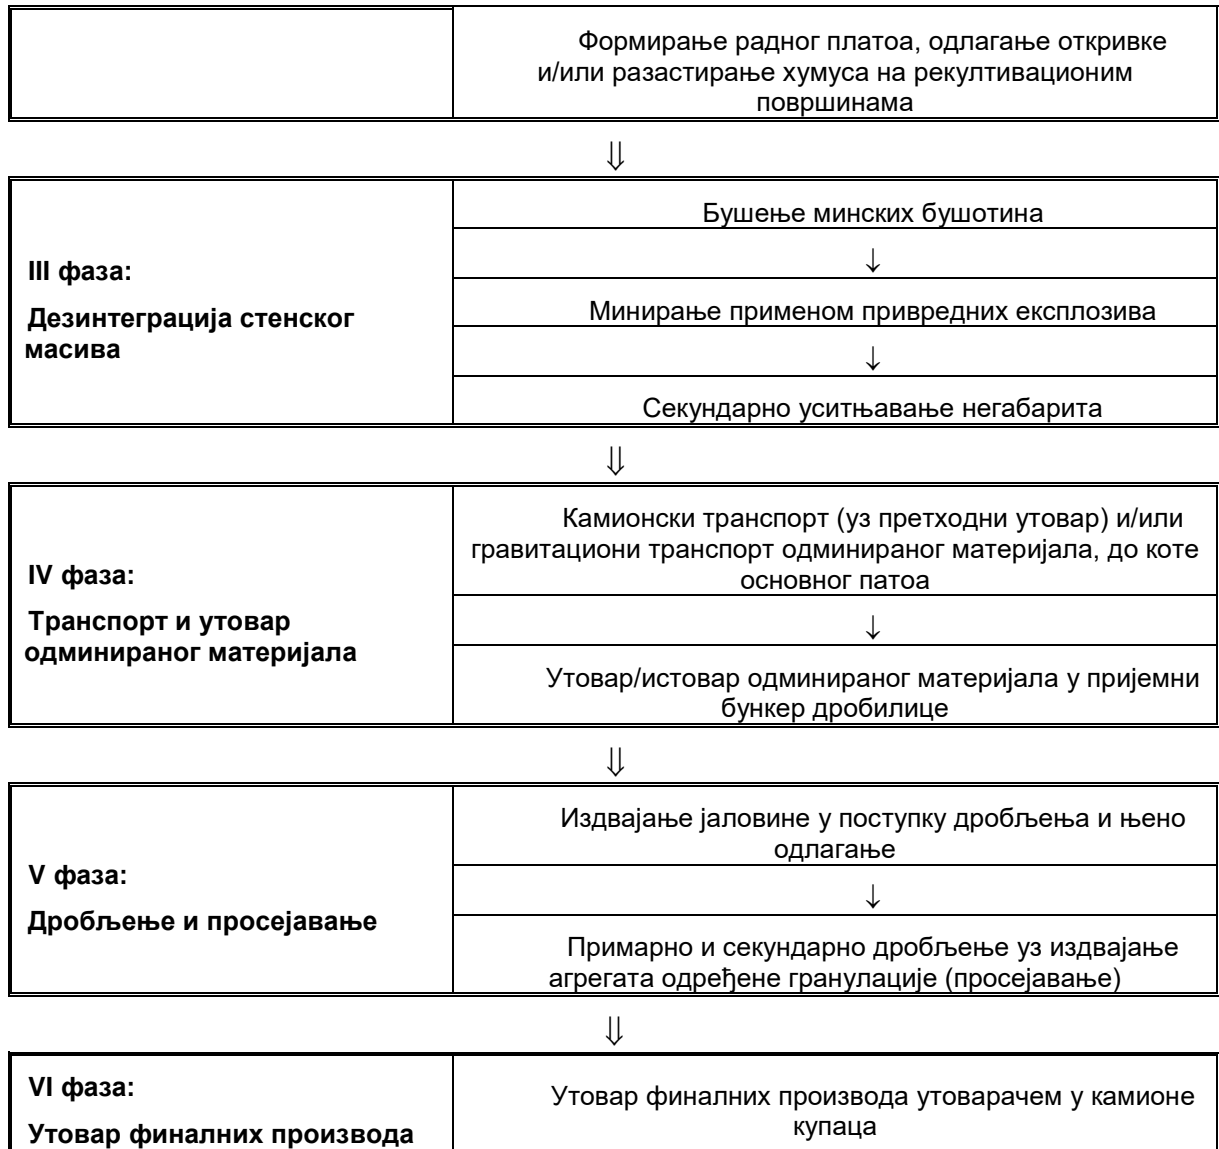 Формирање радног платоа, одлагање откривке
и/или разастирање хумуса на рекултивационим
површинама
⇓
III фаза:
Дезинтеграција стенског
масива
Бушење минских бушотина
↓
Минирање применом привредних експлозива
↓
Секундарно уситњавање негабарита
⇓
IV фаза:
Транспорт и утовар
одминираног материјала
Камионски транспорт (уз претходни утовар) и/или
гравитациони транспорт одминираног материјала, до коте
основног патоа
↓
Утовар/истовар одминираног материјала у пријемни
бункер дробилице
⇓
V фаза:
Дробљење и просејавање
Издвајање јаловине у поступку дробљења и њено
одлагање
↓
Примарно и секундарно дробљење уз издвајање
агрегата одређене гранулације (просејавање)
⇓
VI фаза:
Утовар финалних производа
Утовар финалних производа утоварачем у камионе
купаца